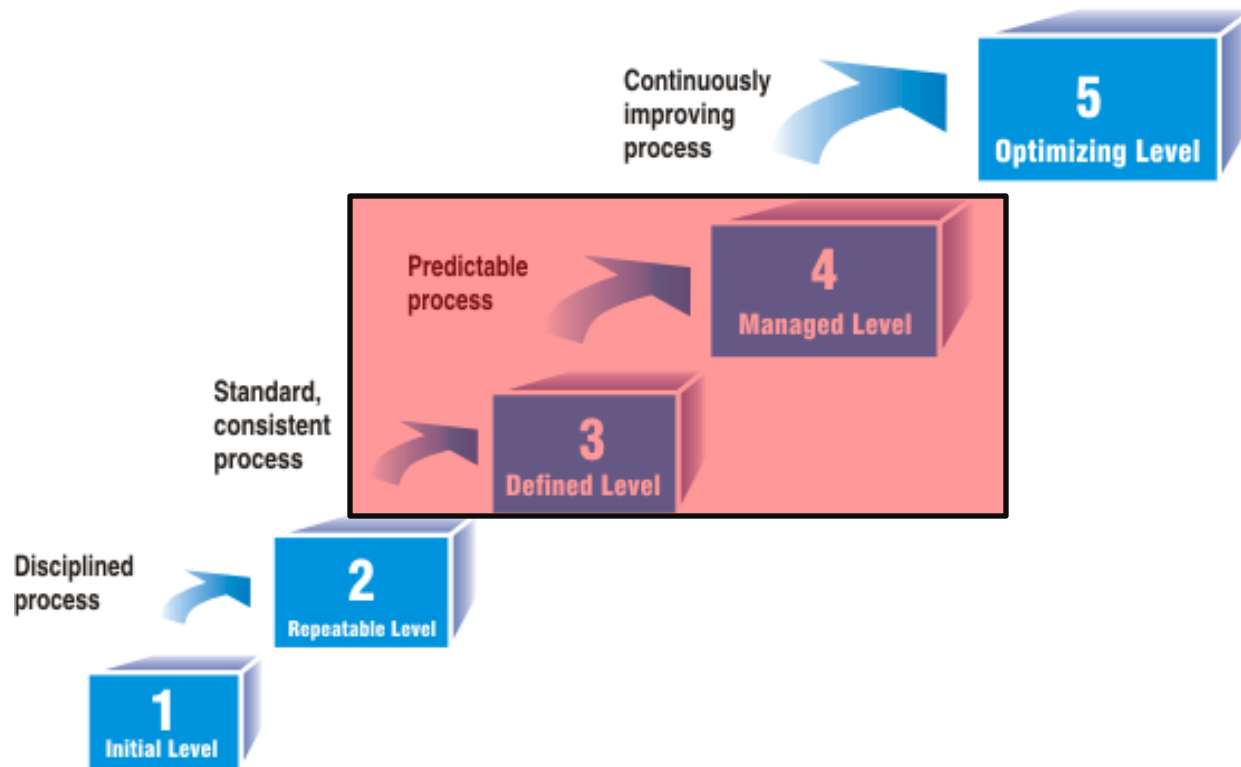 Continuously
improving
process
5
Optimizing Level
Predictable
process
4
Managed Level
Standard,
consistent
process
3
Defined Level
Disciplined
process
2
Repeatable Level
1
Initial Level